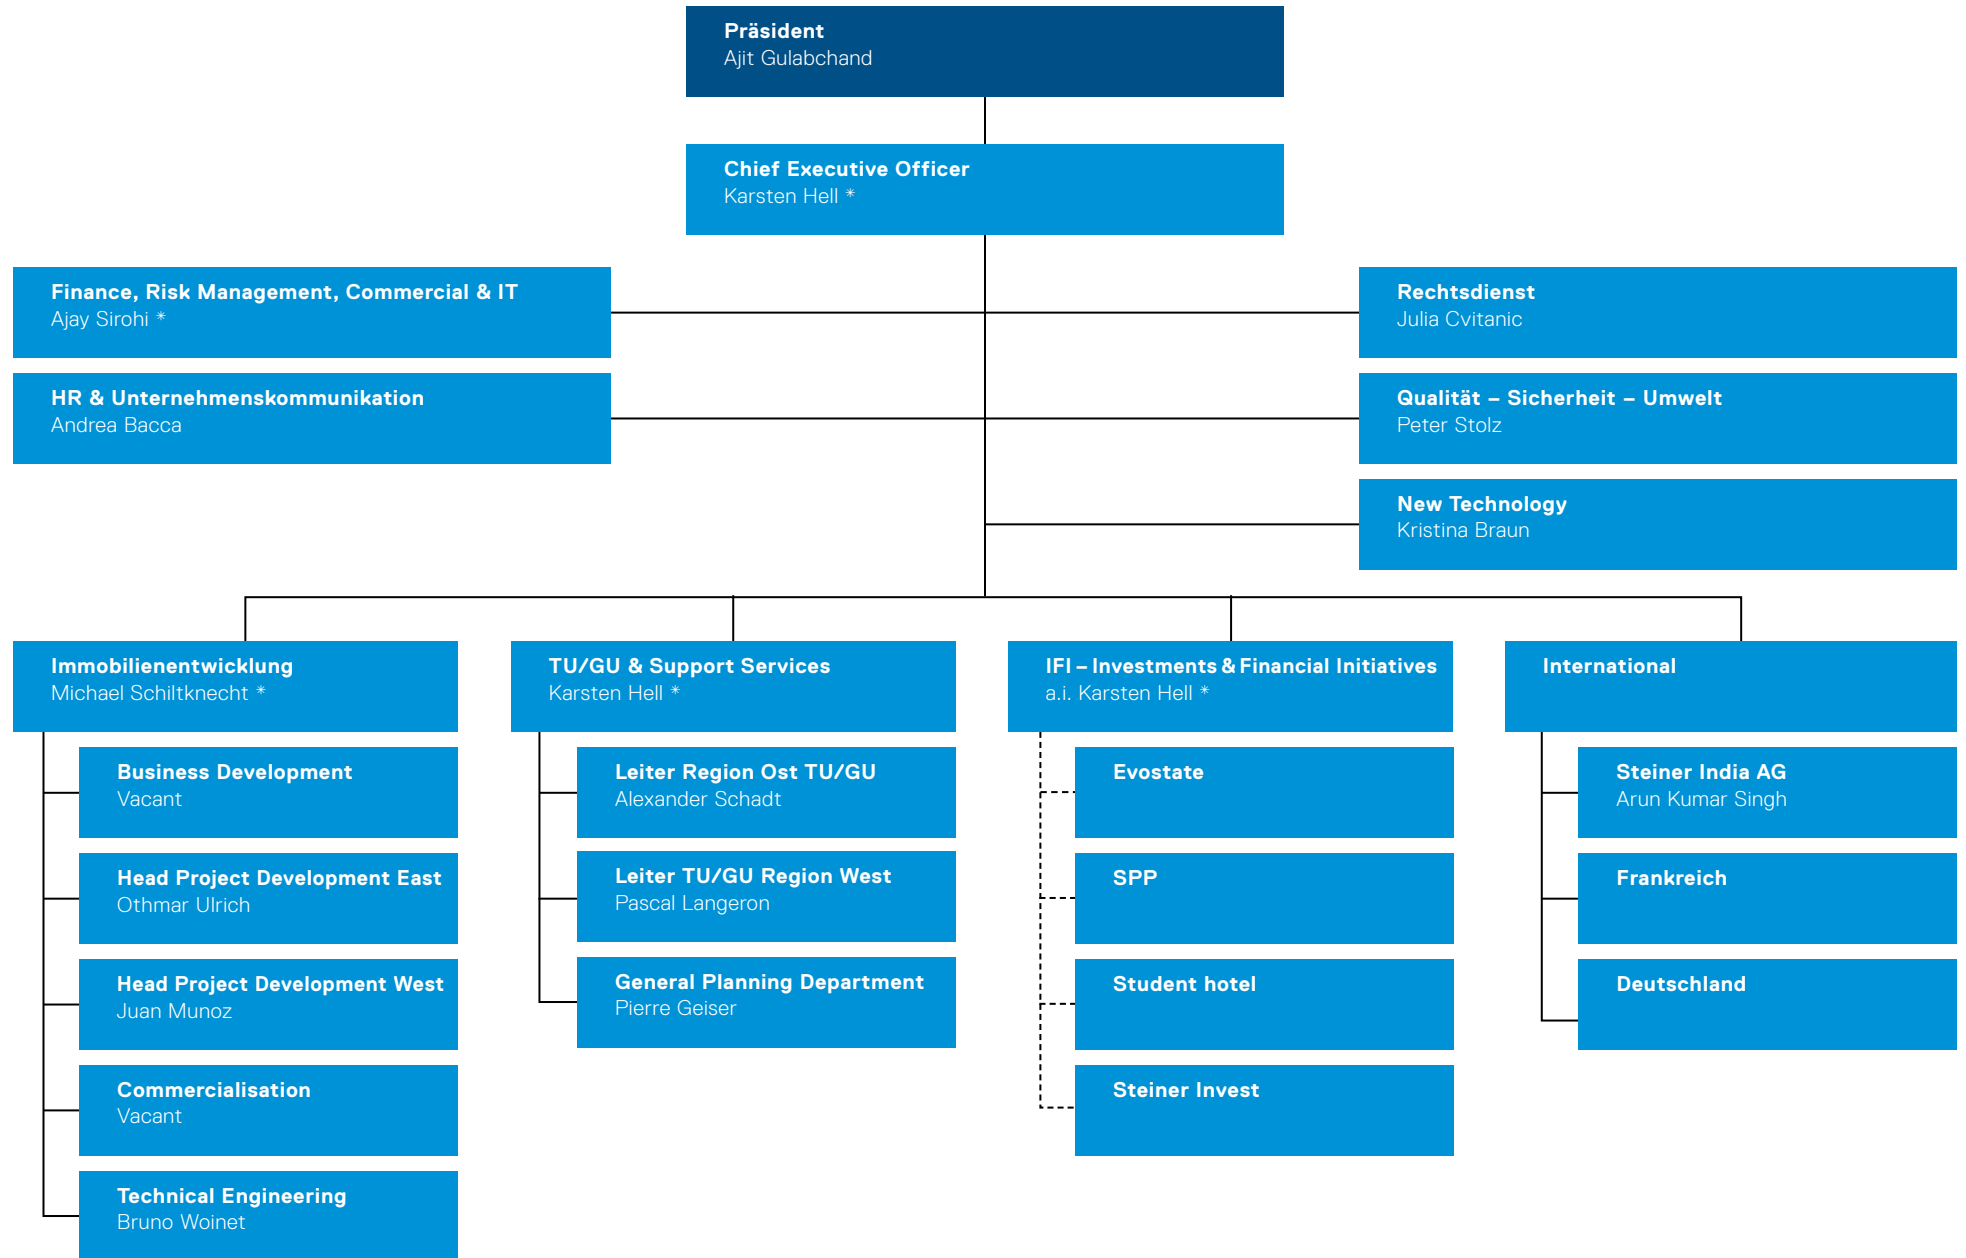 Präsident
Ajit Gulabchand
Chief Executive Officer
Karsten Hell *
Finance, Risk Management, Commercial & IT
Ajay Sirohi *
Rechtsdienst
Julia Cvitanic
HR & Unternehmenskommunikation
Andrea Bacca
Qualität – Sicherheit – Umwelt
Peter Stolz
New Technology
Kristina Braun
Immobilienentwicklung
Michael Schiltknecht *
Business Development
Vacant
Head Project Development East
Othmar Ulrich
Head Project Development West
Juan Munoz
Commercialisation
Vacant
Technical Engineering
Bruno Woinet
TU/GU & Support Services
Karsten Hell *
Leiter Region Ost TU/GU
Alexander Schadt
Leiter TU/GU Region West
Pascal Langeron
General Planning Department
Pierre Geiser
IFI – Investments & Financial Initiatives
a.i. Karsten Hell *
Evostate
SPP
Student hotel
Steiner Invest
International
Steiner India AG
Arun Kumar Singh
Frankreich
Deutschland